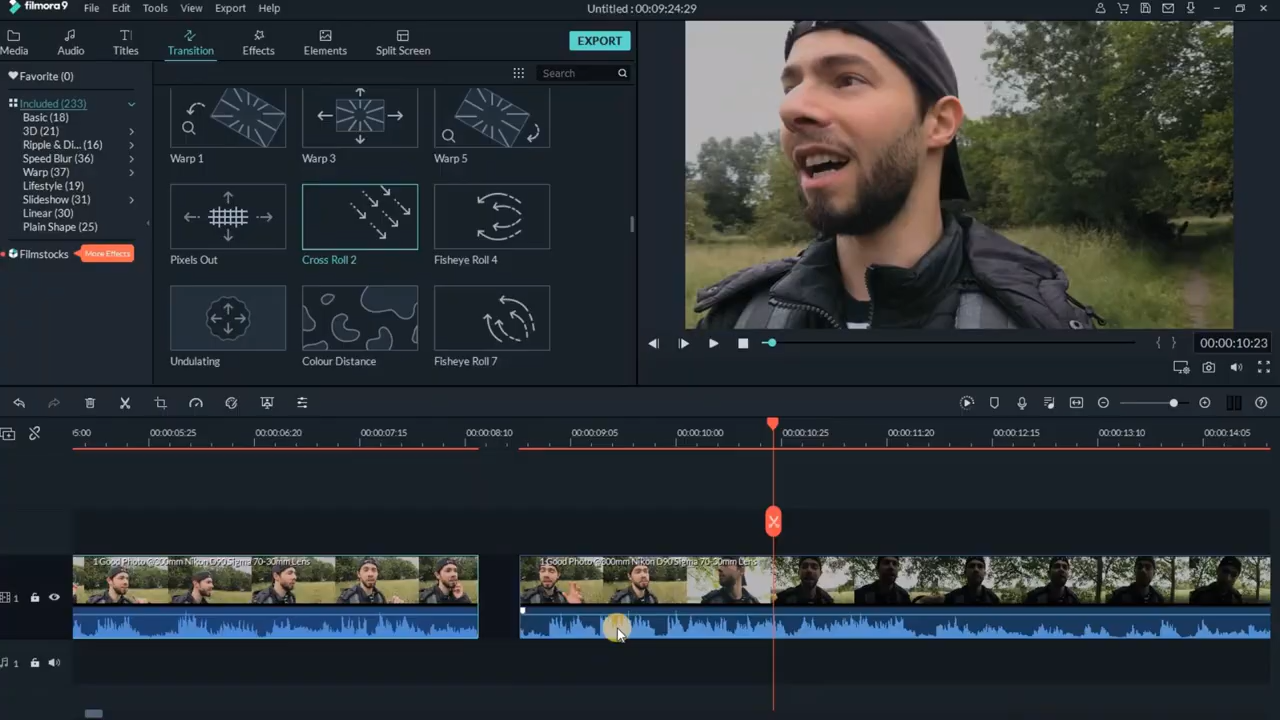 filmora9 File Edit Tools View Export Help Untitled : 00:09:24:29
Media Audio Titles Transition Effects Elements Split Screen EXPORT
Favorite (0)
Search
Included (233)
Basic (18)
3D (21)
Ripple & Di... (16)
Speed Blur (36)
Warp (37)
Lifestyle (19)
Slideshow (31)
Linear (30)
Plain Shape (25)
Filmstocks More Effects
Warp 1 Warp 3 Warp 5
Pixels Out Cross Roll 2 Fisheye Roll 4
Undulating Colour Distance Fisheye Roll 7
{ } 00:00:10:23
5:00 00:00:05:25 00:00:06:20 00:00:07:15 00:00:08:10 00:00:09:05 00:00:10:00 00:00:10:25 00:00:11:20 00:00:12:15 00:00:13:10 00:00:14:05
1 Good Photo @300mm Nikon D90 Sigma 70-30mm Lens 1 Good Photo @300mm Nikon D90 Sigma 70-30mm Lens
1
1